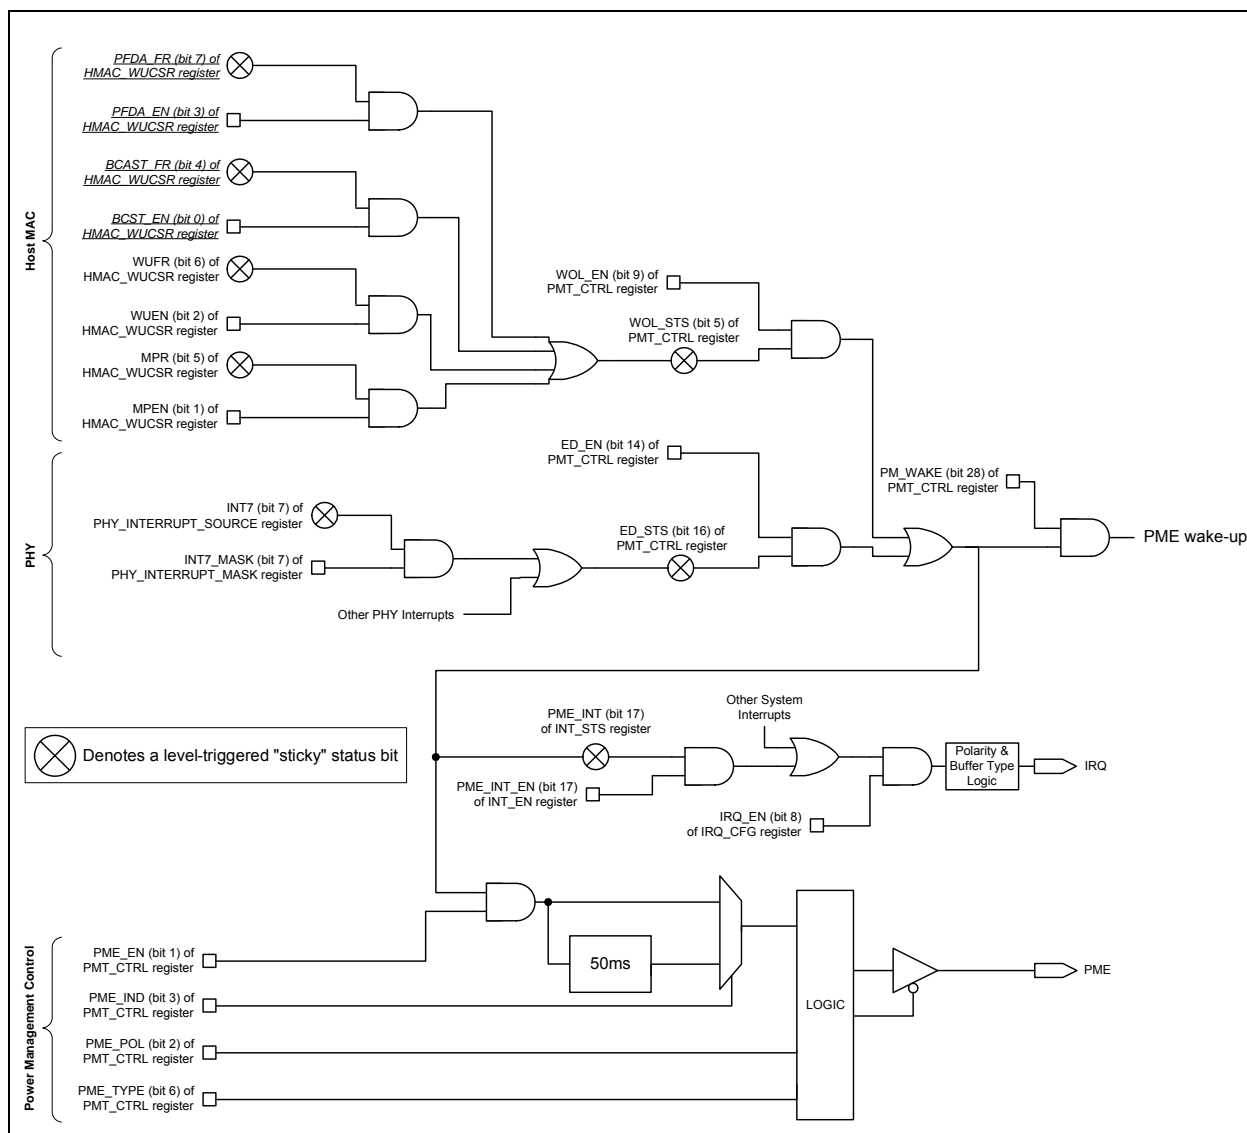 Host MAC
PFDA_FR (bit 7) of
HMAC_WUCSR register
PFDA_EN (bit 3) of
HMAC_WUCSR register
BCAST_FR (bit 4) of
HMAC_WUCSR register
BCST_EN (bit 0) of
HMAC_WUCSR register
WUFR (bit 6) of
HMAC_WUCSR register
WUEN (bit 2) of
HMAC_WUCSR register
MPR (bit 5) of
HMAC_WUCSR register
MPEN (bit 1) of
HMAC_WUCSR register
WOL_EN (bit 9) of
PMT_CTRL register
WOL_STS (bit 5) of
PMT_CTRL register
PHY
INT7 (bit 7) of
PHY_INTERRUPT_SOURCE register
INT7_MASK (bit 7) of
PHY_INTERRUPT_MASK register
Other PHY Interrupts
ED_EN (bit 14) of
PMT_CTRL register
ED_STS (bit 16) of
PMT_CTRL register
PM_WAKE (bit 28) of
PMT_CTRL register
PME wake-up
Denotes a level-triggered "sticky" status bit
PME_INT (bit 17)
of INT_STS register
PME_INT_EN (bit 17)
of INT_EN register
Other System
Interrupts
IRQ_EN (bit 8)
of IRQ_CFG register
Polarity &
Buffer Type
Logic
IRQ
Power Management Control
PME_EN (bit 1) of
PMT_CTRL register
PME_IND (bit 3) of
PMT_CTRL register
PME_POL (bit 2) of
PMT_CTRL register
PME_TYPE (bit 6) of
PMT_CTRL register
50ms
LOGIC
PME